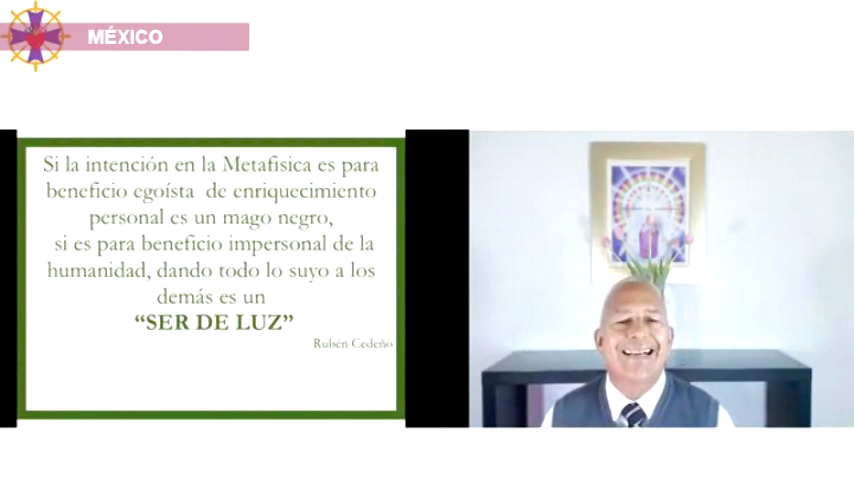 MÉXICO
Si la intención en la Metafisica es para
beneficio egoísta de enriquecimiento
personal es un mago negro,
si es para beneficio impersonal de la
humanidad, dando todo lo suyo a los
demás es un
“SER DE LUZ”
Rubén Cedeño